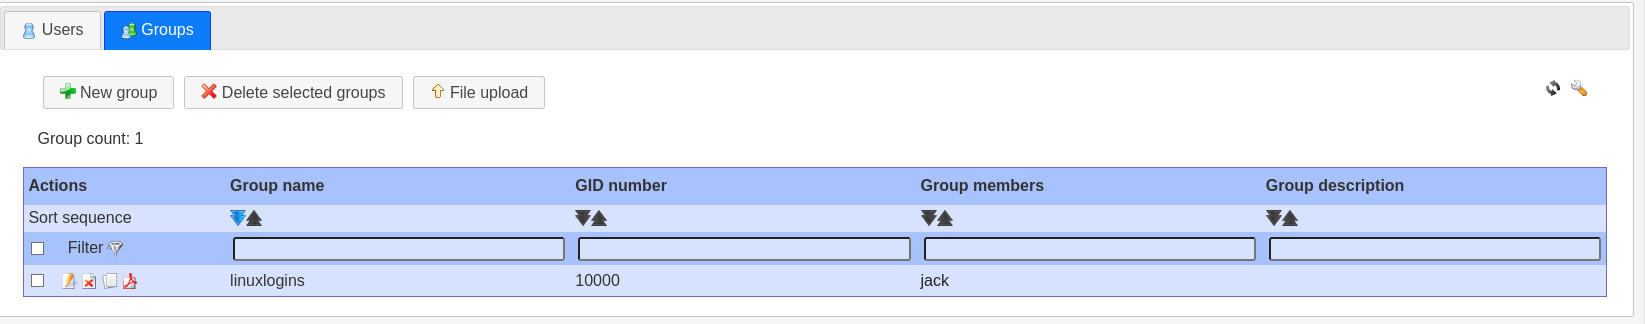 Users Groups
New group Delete selected groups File upload
Group count: 1
Actions Group name GID number Group members Group description
Sort sequence
Filter
linuxlogins 10000 jack